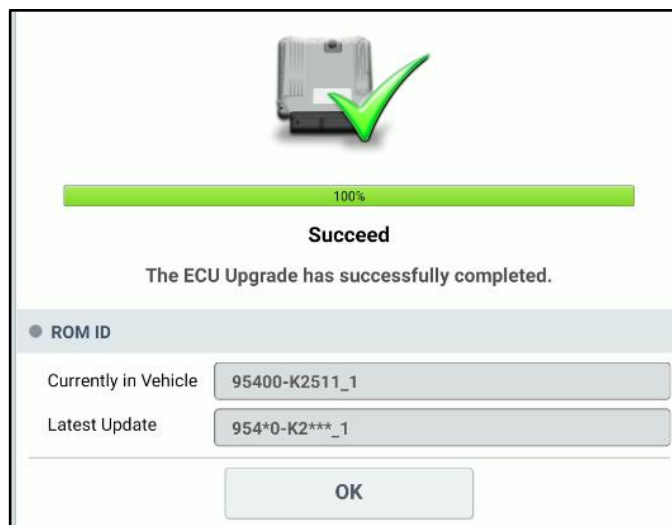 100%
Succeed
The ECU Upgrade has successfully completed.
ROM ID
Currently in Vehicle 95400-K2511_1
Latest Update 954*0-K2***_1
OK